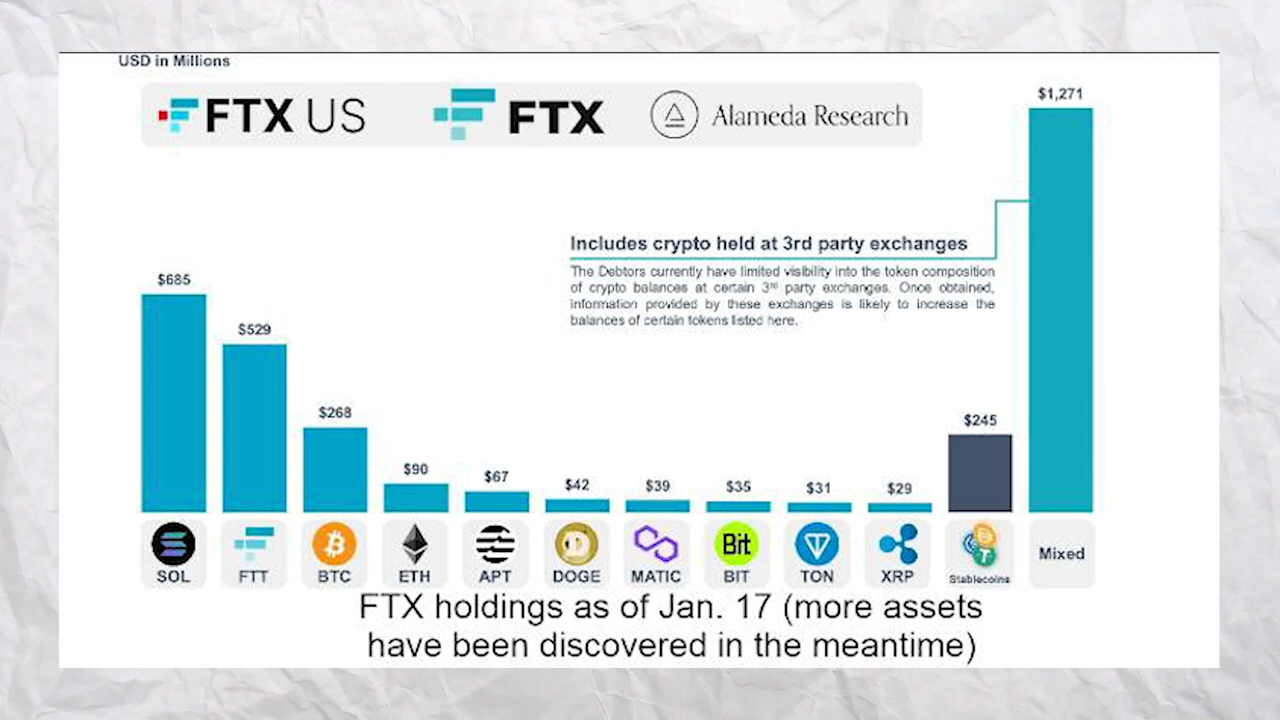 USD in Millions
FTX US
FTX
Alameda Research
$1,271
Includes crypto held at 3rd party exchanges
The Debtors currently have limited visibility into the token composition
of crypto balances at certain 3rd party exchanges. Once obtained,
information provided by these exchanges is likely to increase the
balances of certain tokens listed here.
$685
$529
$268
$90
$67
$42
$39
$35
$31
$29
$245
Bit
SOL
FTT
BTC
ETH
APT
DOGE
MATIC
BIT
TON
XRP
Stablecoins
Mixed
FTX holdings as of Jan. 17 (more assets
have been discovered in the meantime)